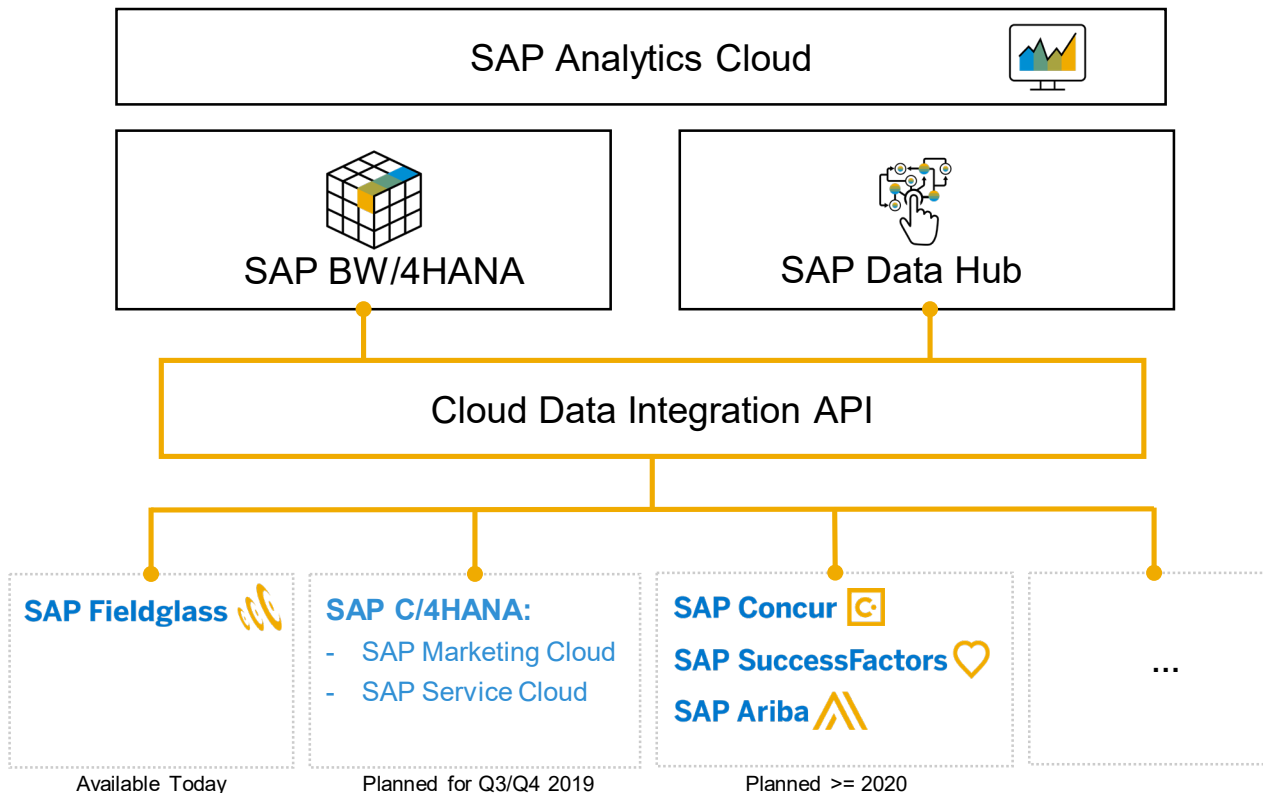 SAP Analytics Cloud
SAP BW/4HANA
SAP Data Hub
Cloud Data Integration API
SAP Fieldglass
SAP C/4HANA:
- SAP Marketing Cloud
- SAP Service Cloud
SAP Concur
SAP SuccessFactors
SAP Ariba
...
Available Today
Planned for Q3/Q4 2019
Planned >= 2020